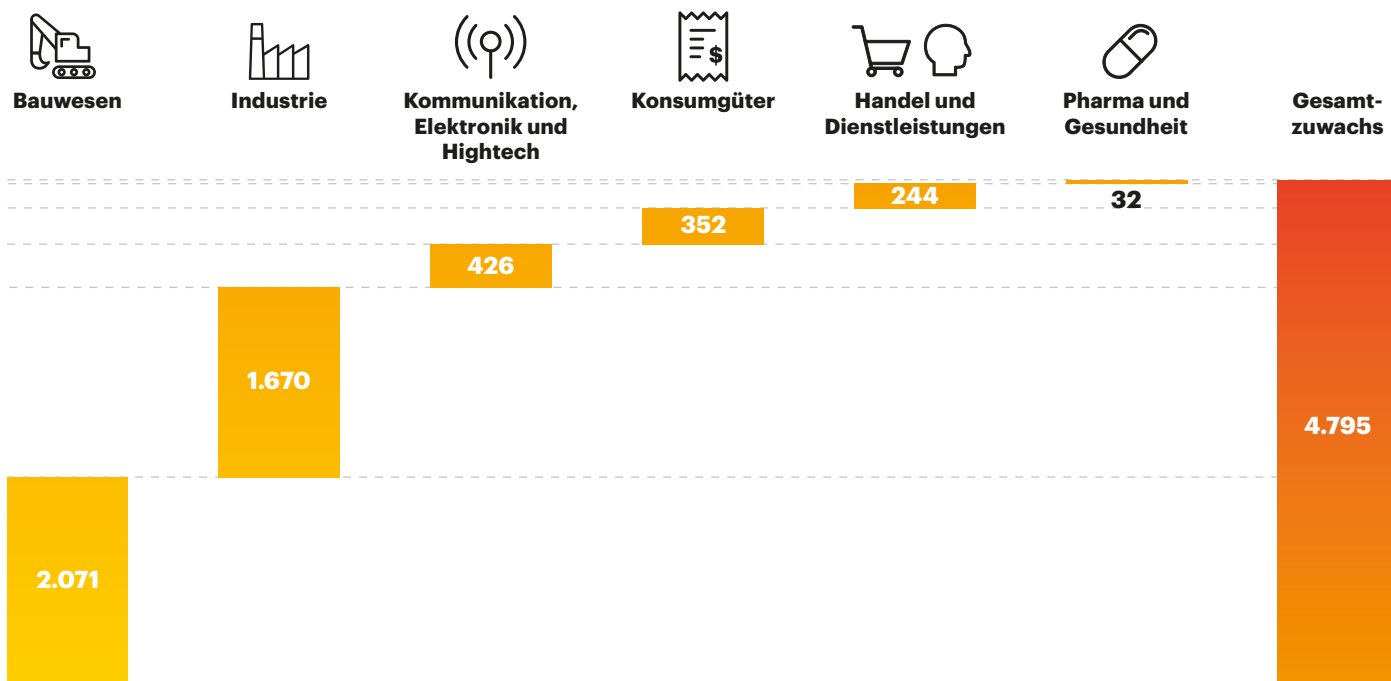 $
Bauwesen
Industrie
Kommunikation,
Elektronik und
Hightech
Konsumgüter
Handel und
Dienstleistungen
Pharma und
Gesundheit
Gesamt-
zuwachs
2.071
1.670
426
352
244
32
4.795